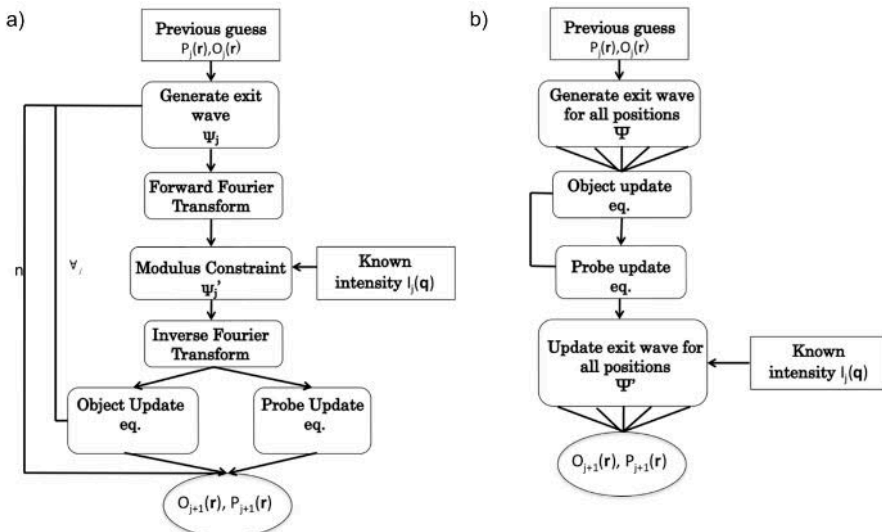 a)
Previous guess
Pj(r),Oj(r)
Generate exit
wave
Ψj
Forward Fourier
Transform
Modulus Constraint
Ψj'
Known
intensity Ij(q)
Inverse Fourier
Transform
n
∀j
Object Update
eq.
Probe Update
eq.
Oj+1(r), Pj+1(r)
b)
Previous guess
Pj(r),Oj(r)
Generate exit wave
for all positions
Ψ
Object update
eq.
Probe update
eq.
Update exit wave for
all positions
Ψ'
Known
intensity Ij(q)
Oj+1(r), Pj+1(r)